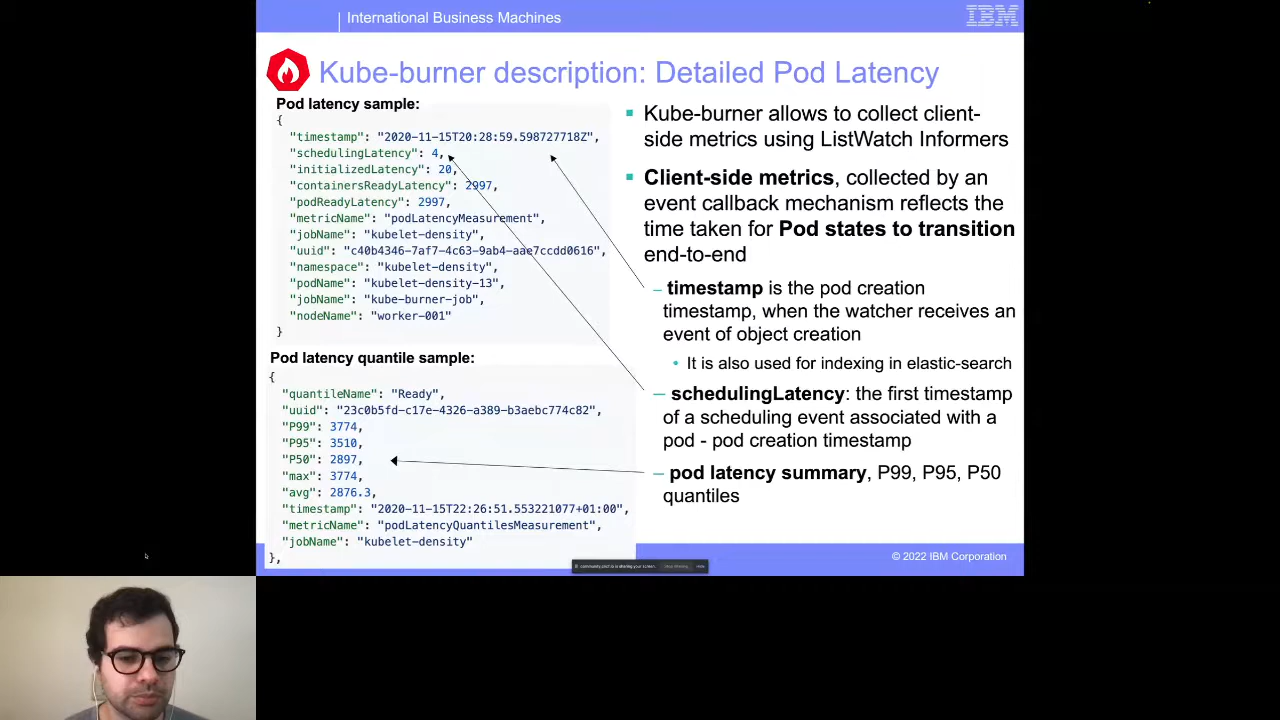 International Business Machines
IBM
Kube-burner description: Detailed Pod Latency
Pod latency sample:
{
"timestamp": "2020-11-15T20:28:59.598727718Z",
"schedulingLatency": 4,
"initializedLatency": 20,
"containersReadyLatency": 2997,
"podReadyLatency": 2997,
"metricName": "podLatencyMeasurement",
"jobName": "kubelet-density",
"uuid": "c40b4346-7af7-4c63-9ab4-aae7ccdd0616",
"namespace": "kubelet-density",
"podName": "kubelet-density-13",
"jobName": "kube-burner-job",
"nodeName": "worker-001"
}
Pod latency quantile sample:
{
"quantileName": "Ready",
"uuid": "23c0b5fd-c17e-4326-a389-b3aebc774c82",
"P99": 3774,
"P95": 3510,
"P50": 2897,
"max": 3774,
"avg": 2876.3,
"timestamp": "2020-11-15T22:26:51.553221077+01:00",
"metricName": "podLatencyQuantilesMeasurement",
"jobName": "kubelet-density"
},
Kube-burner allows to collect client-
side metrics using ListWatch Informers
Client-side metrics, collected by an
event callback mechanism reflects the
time taken for Pod states to transition
end-to-end
– timestamp is the pod creation
timestamp, when the watcher receives an
event of object creation
• It is also used for indexing in elastic-search
– schedulingLatency: the first timestamp
of a scheduling event associated with a
pod - pod creation timestamp
– pod latency summary, P99, P95, P50
quantiles
© 2022 IBM Corporation
is sharing your screen.
Stop sharing
Hide